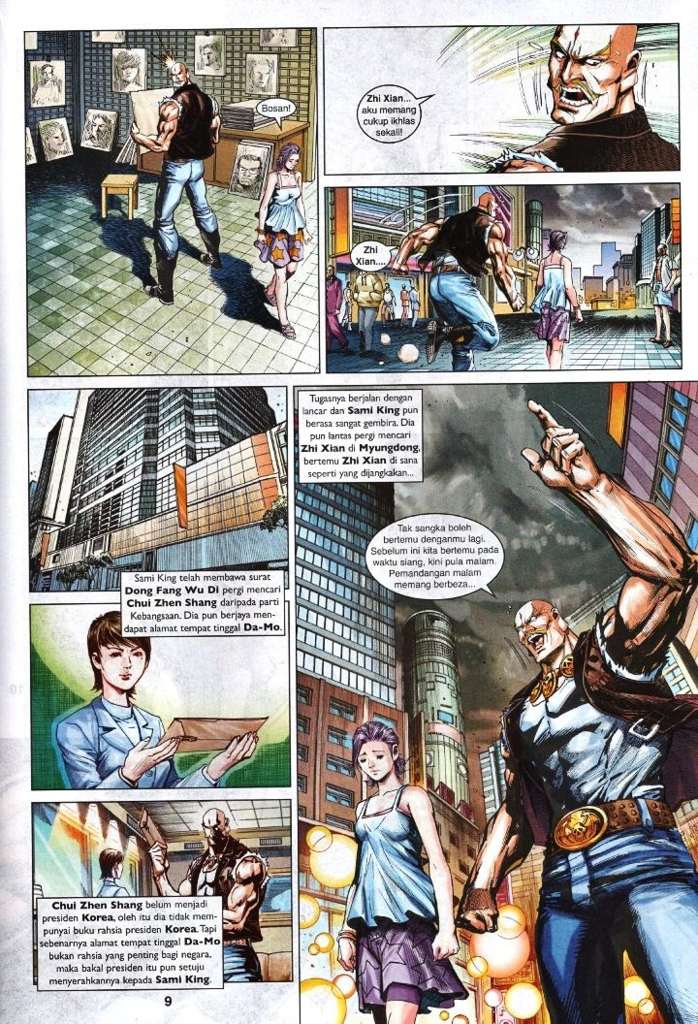 Bosan!
Zhi Xian...
aku memang
cukup ikhlas
sekali!
Zhi
Xian....
Sami King telah membawa surat
Dong Fang Wu Di pergi mencari
Chui Zhen Shang daripada parti
Kebangsaan. Dia pun berjaya men-
dapat alamat tempat tinggal Da-Mo.
Chui Zhen Shang belum menjadi
presiden Korea, oleh itu dia tidak mem-
punyai buku rahsia presiden Korea. Tapi
sebenarnya alamat tempat tinggal Da-Mo
bukan rahsia yang penting bagi negara,
maka bakal presiden itu pun setuju
menyerahkannya kepada Sami King.
Tugasnya berjalan dengan
lancar dan Sami King pun
berasa sangat gembira. Dia
pun lantas pergi mencari
Zhi Xian di Myungdong,
bertemu Zhi Xian di sana
seperti yang dijangkakan...
Tak sangka boleh
bertemu denganmu lagi.
Sebelum ini kita bertemu pada
waktu siang, kini pula malam.
Pemandangan malam
memang berbeza...
9